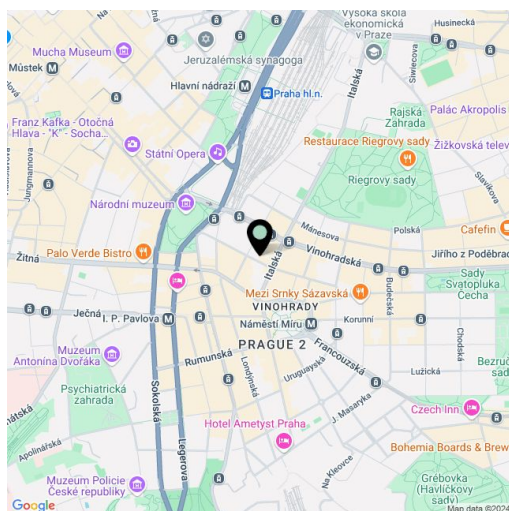 Vysoká škola
ekonomická
v Praze
Husinecká
Siwiecova
Mucha Museum
Můstek M
Jeruzalémská synagoga
Hlavní nádraží M
Praha hl.n.
Italská
Rajská
Zahrada
Palác Akropolis
Franz Kafka - Otočná
Hlava - "K" - Socha...
Restaurace Riegrovy sady
Žižkovská telev
Jungmannova
Státní Opera
Riegrovy sady
Slavíkova
Národní museum
Mánesova
Polská
Cafefin
Žitná
Palo Verde Bistro
Vinohradská
Jiřího z Poděbrad
Italská
Sady
Svatopluka
Čecha
Mezi Srnky Sázavská
Budečská
VINOHRADY
Ječná
I. P. Pavlova M
Náměstí Míru M
Korunní
Chodská
PRAGUE 2
Muzeum
Antonína Dvořáka
Rumunská
Londýnská
Francouzská
Uruguayská
Lužická
Bezruč
sady
Psychiatrická
zahrada
Sokolská
J. Masaryka
Czech Inn
nátská
Hotel Ametyst Praha
Apolinářská
Legerova
Bohemia Boards & Brew
Na Kleovce
Muzeum Policie
České republiky
Grébovka
(Havlíčkovy
sady)
Google
Map data ©2024